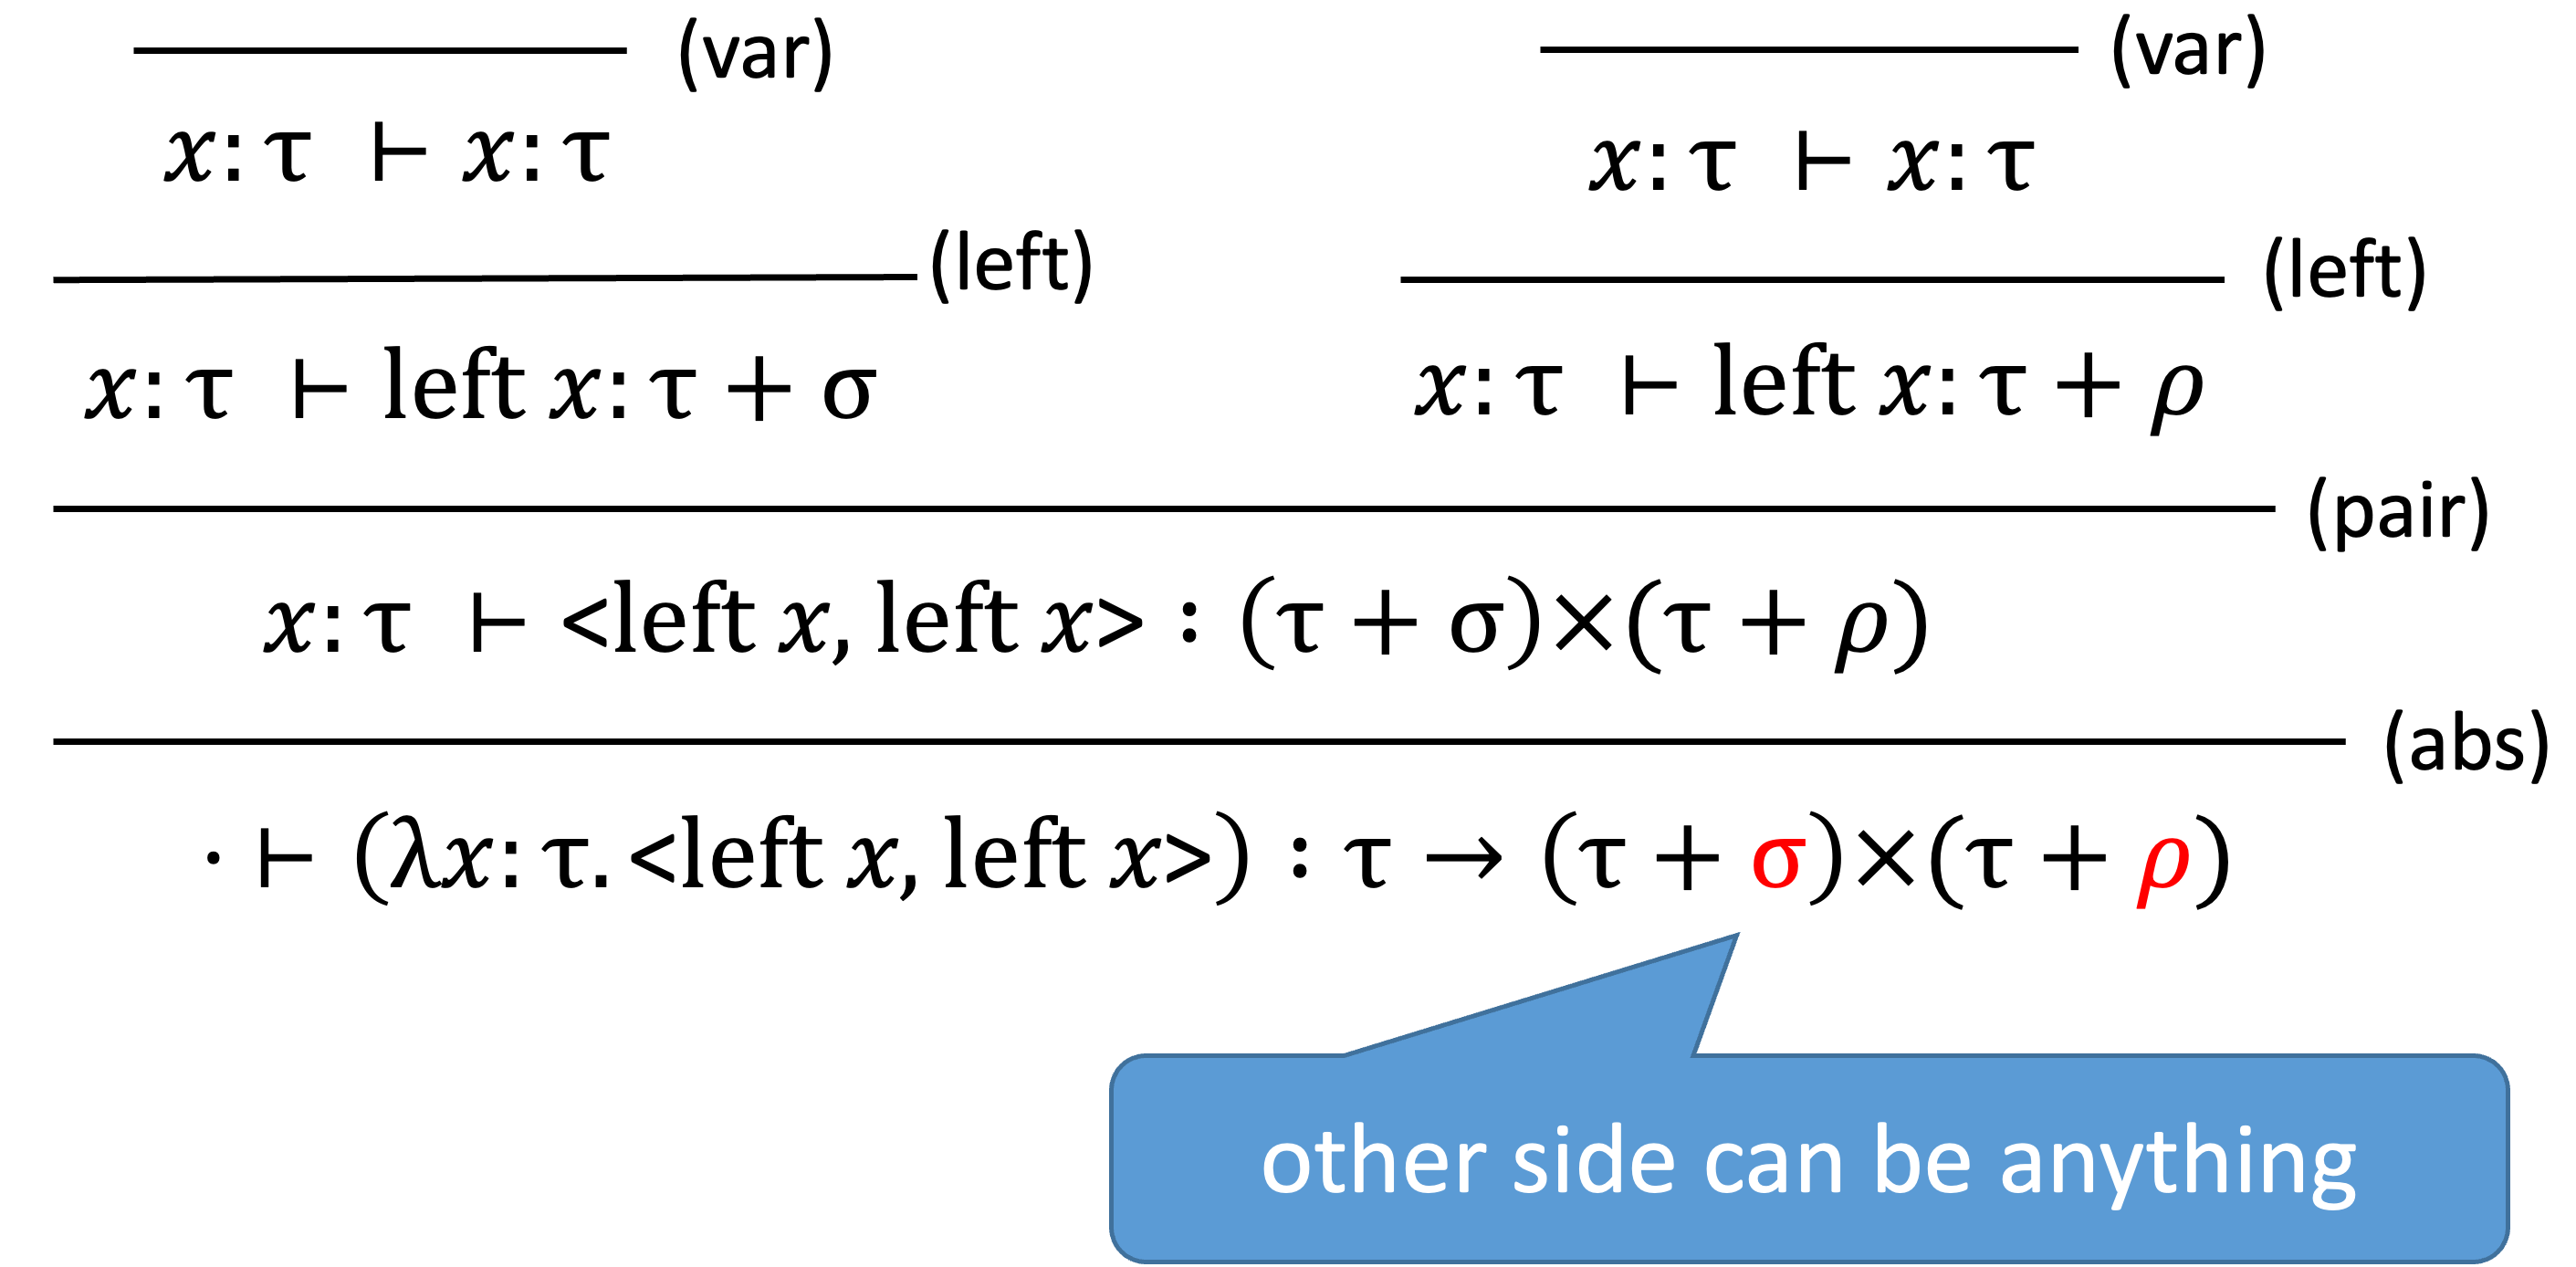 (var) (var)
x: τ ⊢ x: τ x: τ ⊢ x: τ
(left) (left)
x: τ ⊢ left x: τ + σ x: τ ⊢ left x: τ + ρ
(pair)
x: τ ⊢ <left x, left x> : (τ + σ)×(τ + ρ)
(abs)
· ⊢ (λx: τ. <left x, left x>) : τ → (τ + σ)×(τ + ρ)
other side can be anything